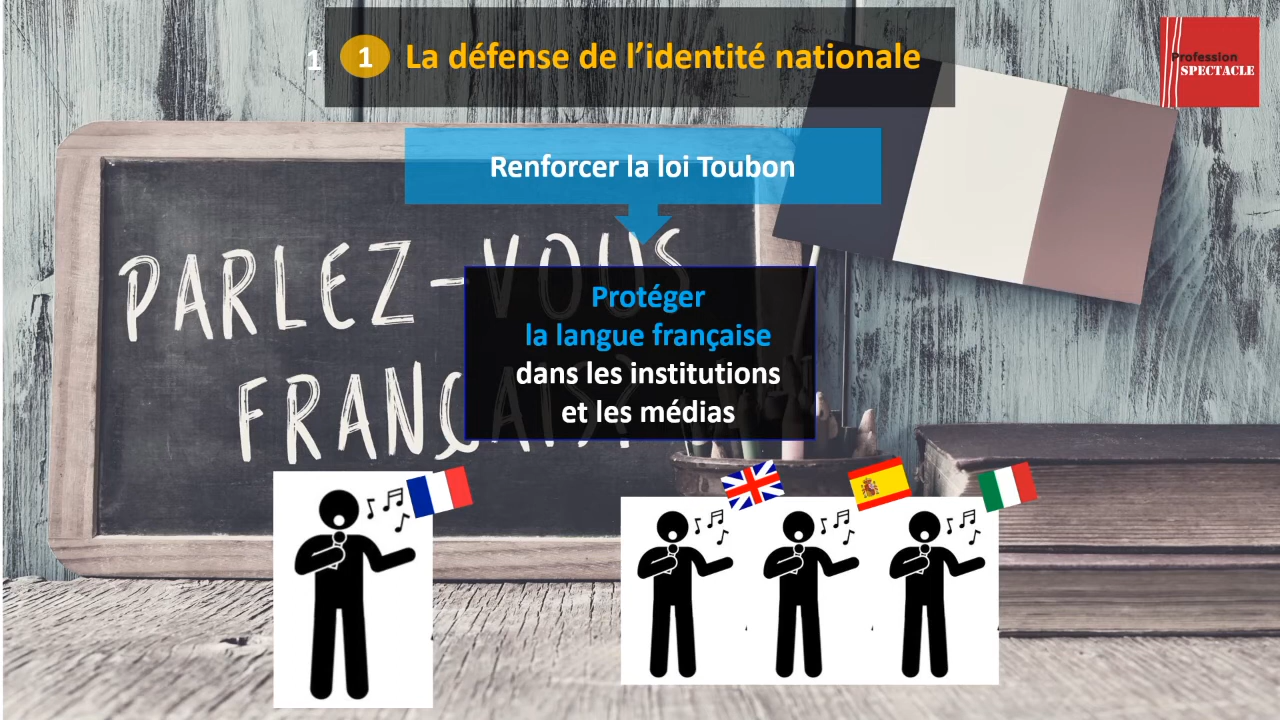 1
1 La défense de l’identité nationale
Profession
SPECTACLE
Renforcer la loi Toubon
PARLEZ-VOUS
FRANÇAIS?
Protéger
la langue française
dans les institutions
et les médias